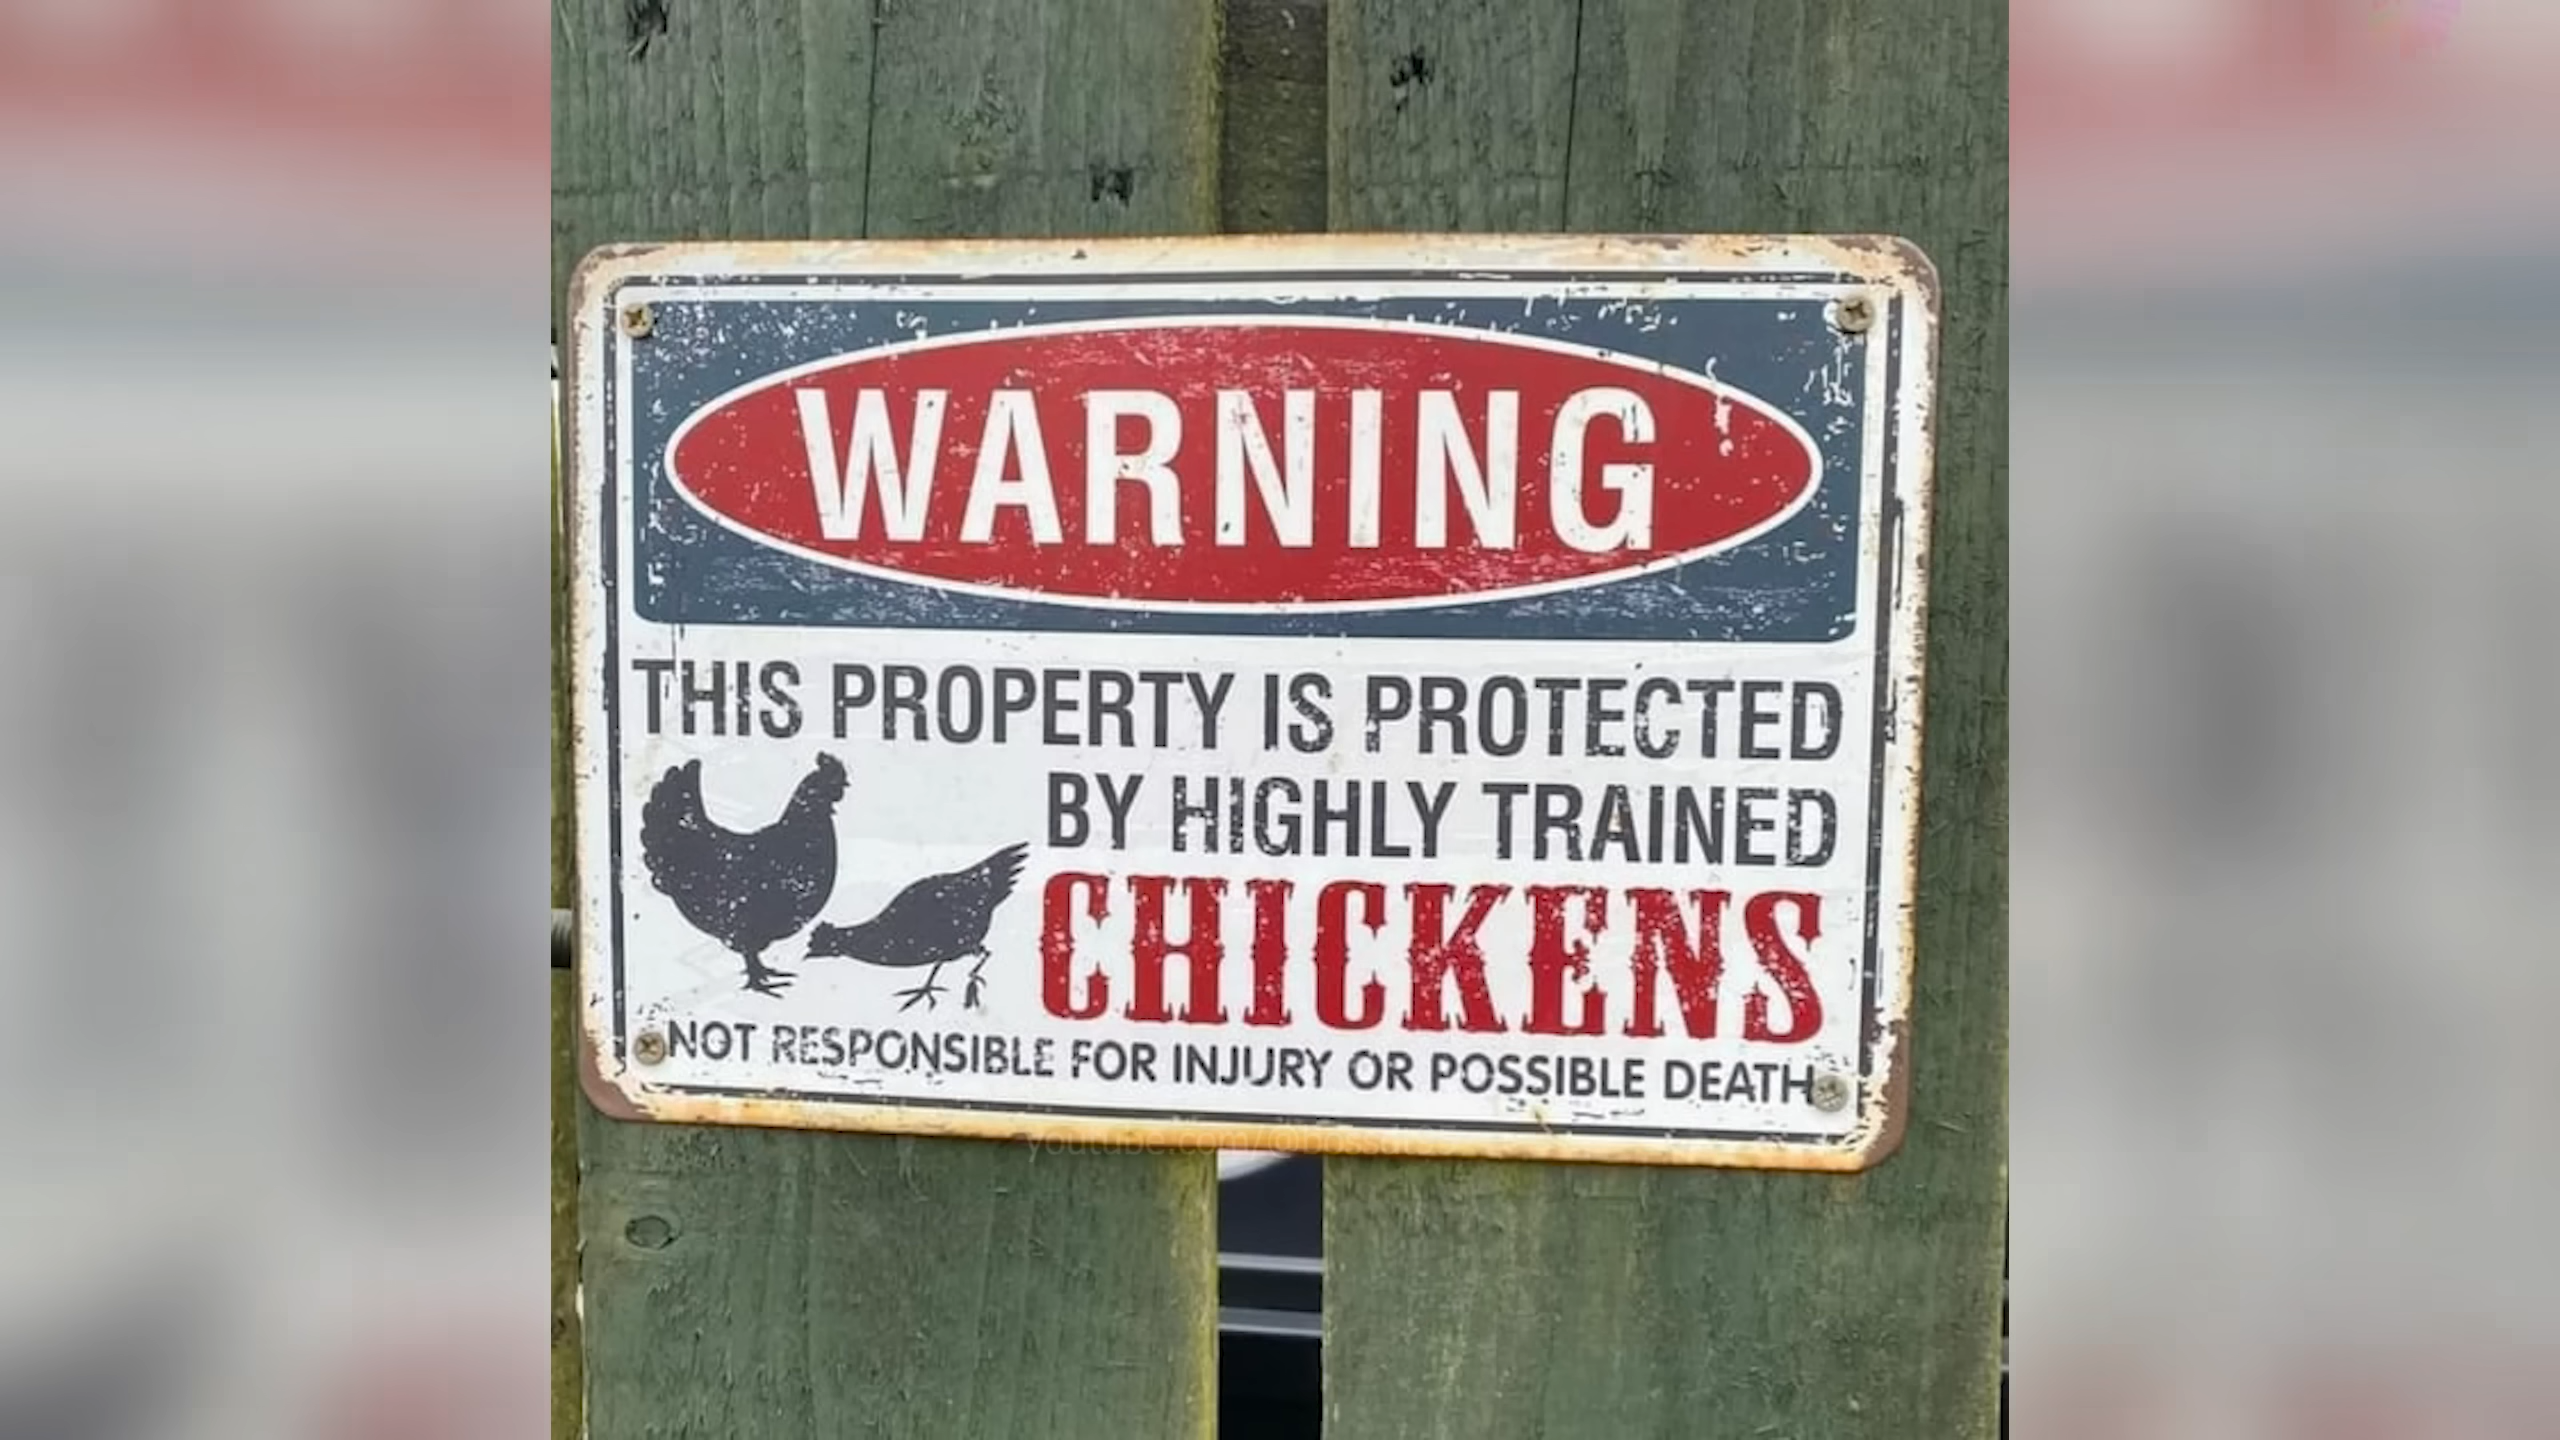 WARNING
THIS PROPERTY IS PROTECTED
BY HIGHLY TRAINED
CHICKENS
NOT RESPONSIBLE FOR INJURY OR POSSIBLE DEATH